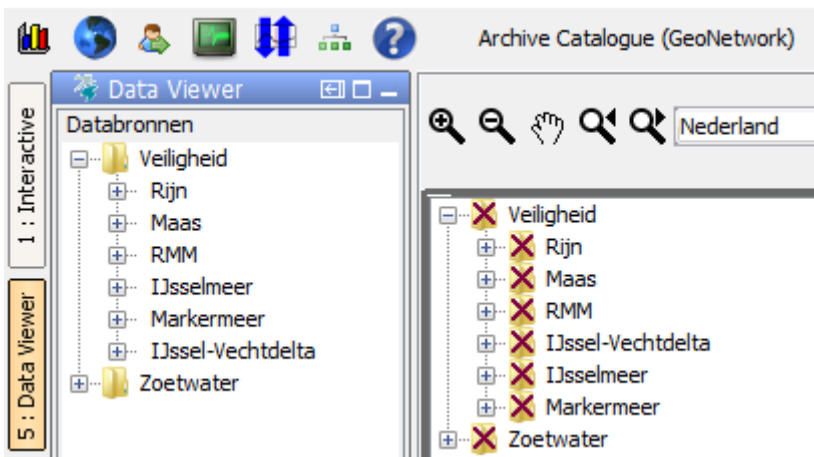 Archive Catalogue (GeoNetwork)
1 : Interactive
5 : Data Viewer
Data Viewer
Databronnen
Veiligheid
Rijn
Maas
RMM
IJsselmeer
Markermeer
IJssel-Vechtdelta
Zoetwater
Nederland
Veiligheid
Rijn
Maas
RMM
IJssel-Vechtdelta
IJsselmeer
Markermeer
Zoetwater